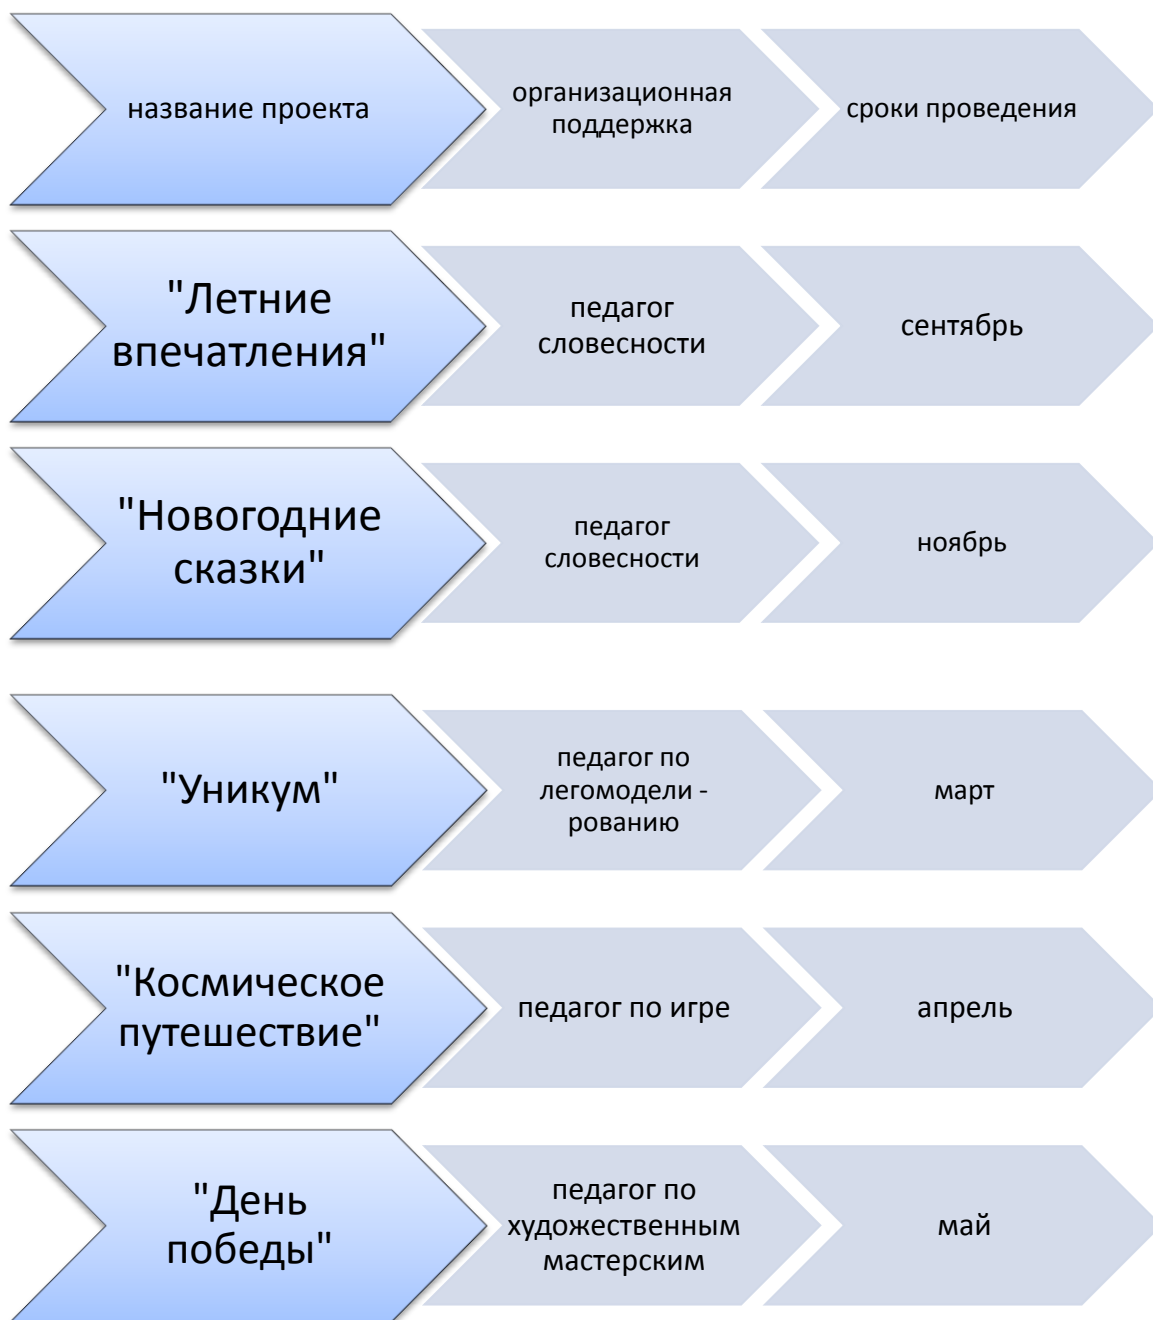 название проекта
организационная
поддержка
сроки проведения
"Летние
впечатления"
педагог
словесности
сентябрь
"Новогодние
сказки"
педагог
словесности
ноябрь
"Уникум"
педагог по
легомодели -
рованию
март
"Космическое
путешествие"
педагог по игре
апрель
"День
победы"
педагог по
художественным
мастерским
май